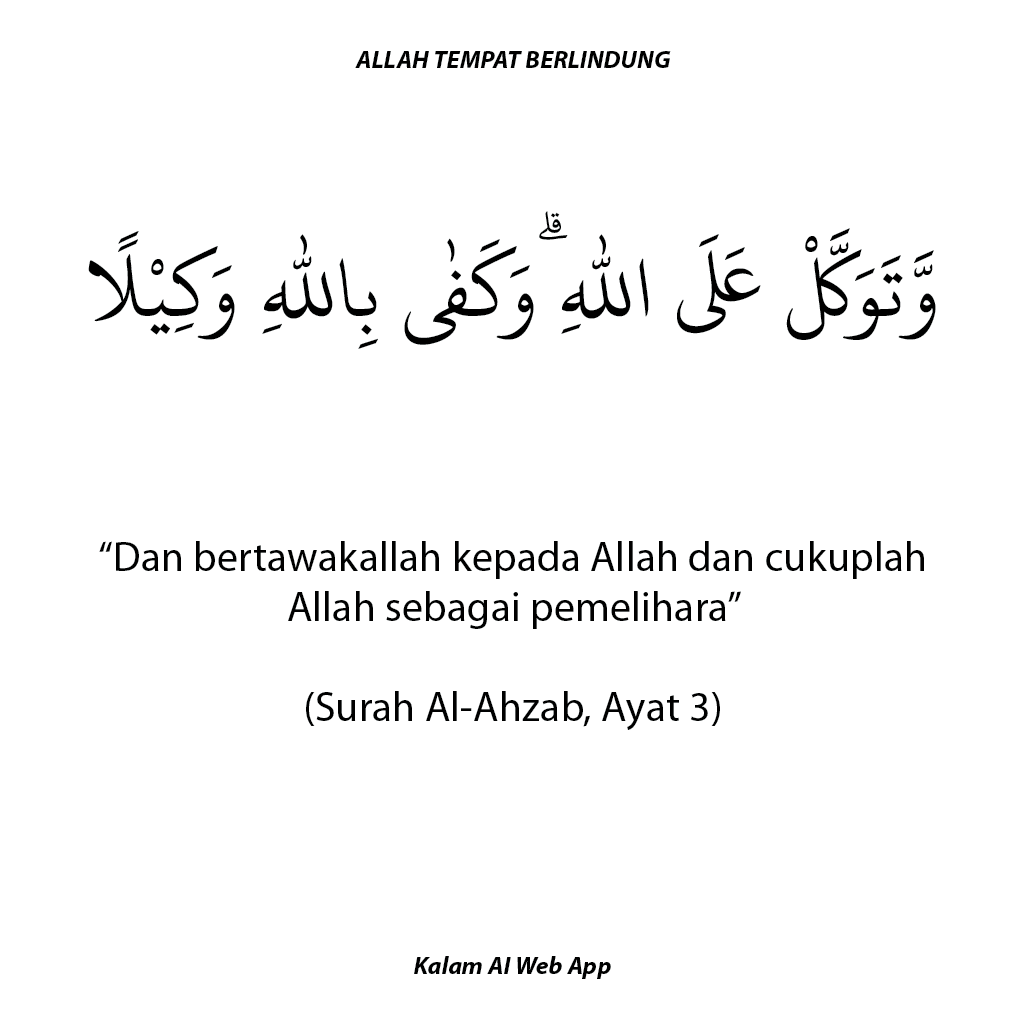 ALLAH TEMPAT BERLINDUNG
وَّتَوَكَّلْ عَلَى اللّٰهِ ۗوَكَفٰى بِاللّٰهِ وَكِيْلًا
“Dan bertawakallah kepada Allah dan cukuplah
Allah sebagai pemelihara”
(Surah Al-Ahzab, Ayat 3)
Kalam AI Web App